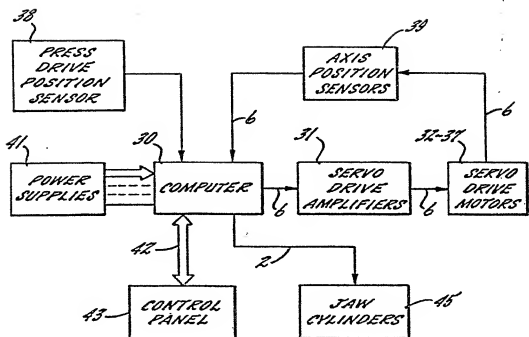 38
PRESS
DRIVE
POSITION
SENSOR
39
AXIS
POSITION
SENSORS
6
6
41
POWER
SUPPLIES
30
COMPUTER
6
31
SERVO
DRIVE
AMPLIFIERS
6
32-37
SERVO
DRIVE
MOTORS
42
2
43
CONTROL
PANEL
45
JAW
CYLINDERS